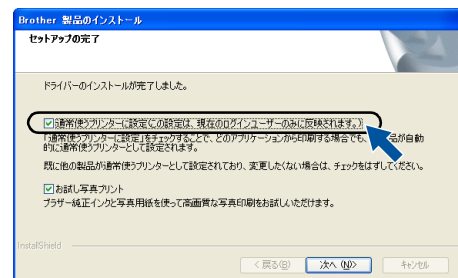 Brother 製品のインストール
セットアップの完了
ドライバーのインストールが完了しました。
通常使うプリンターに設定(この設定は、現在のログインユーザーのみに反映されます。)
「通常使うプリンターに設定」をチェックすることで、どのアプリケーションから印刷する場合でも、 品が自動
的に通常使うプリンターとして設定されます。
既に他の製品が通常使うプリンターとして設定されており、変更したくない場合は、チェックをはずしてください。
お試し写真プリント
ブラザー純正インクと写真用紙を使って高画質な写真印刷をお試しいただけます。
InstallShield
< 戻る(B) 次へ (N)> キャンセル